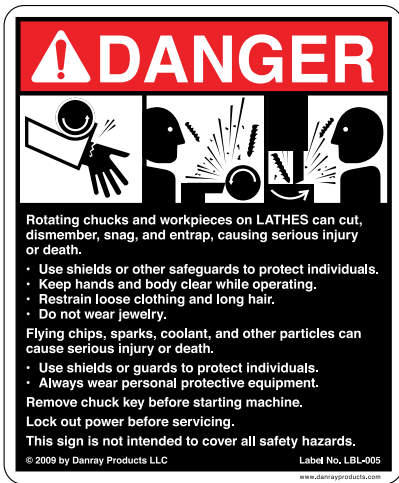 DANGER
Rotating chucks and workpieces on LATHES can cut,
dismember, snag, and entrap, causing serious injury
or death.
• Use shields or other safeguards to protect individuals.
• Keep hands and body clear while operating.
• Restrain loose clothing and long hair.
• Do not wear jewelry.
Flying chips, sparks, coolant, and other particles can
cause serious injury or death.
• Use shields or guards to protect individuals.
• Always wear personal protective equipment.
Remove chuck key before starting machine.
Lock out power before servicing.
This sign is not intended to cover all safety hazards.
© 2009 by Danray Products LLC Label No. LBL-005
www.danrayproducts.com